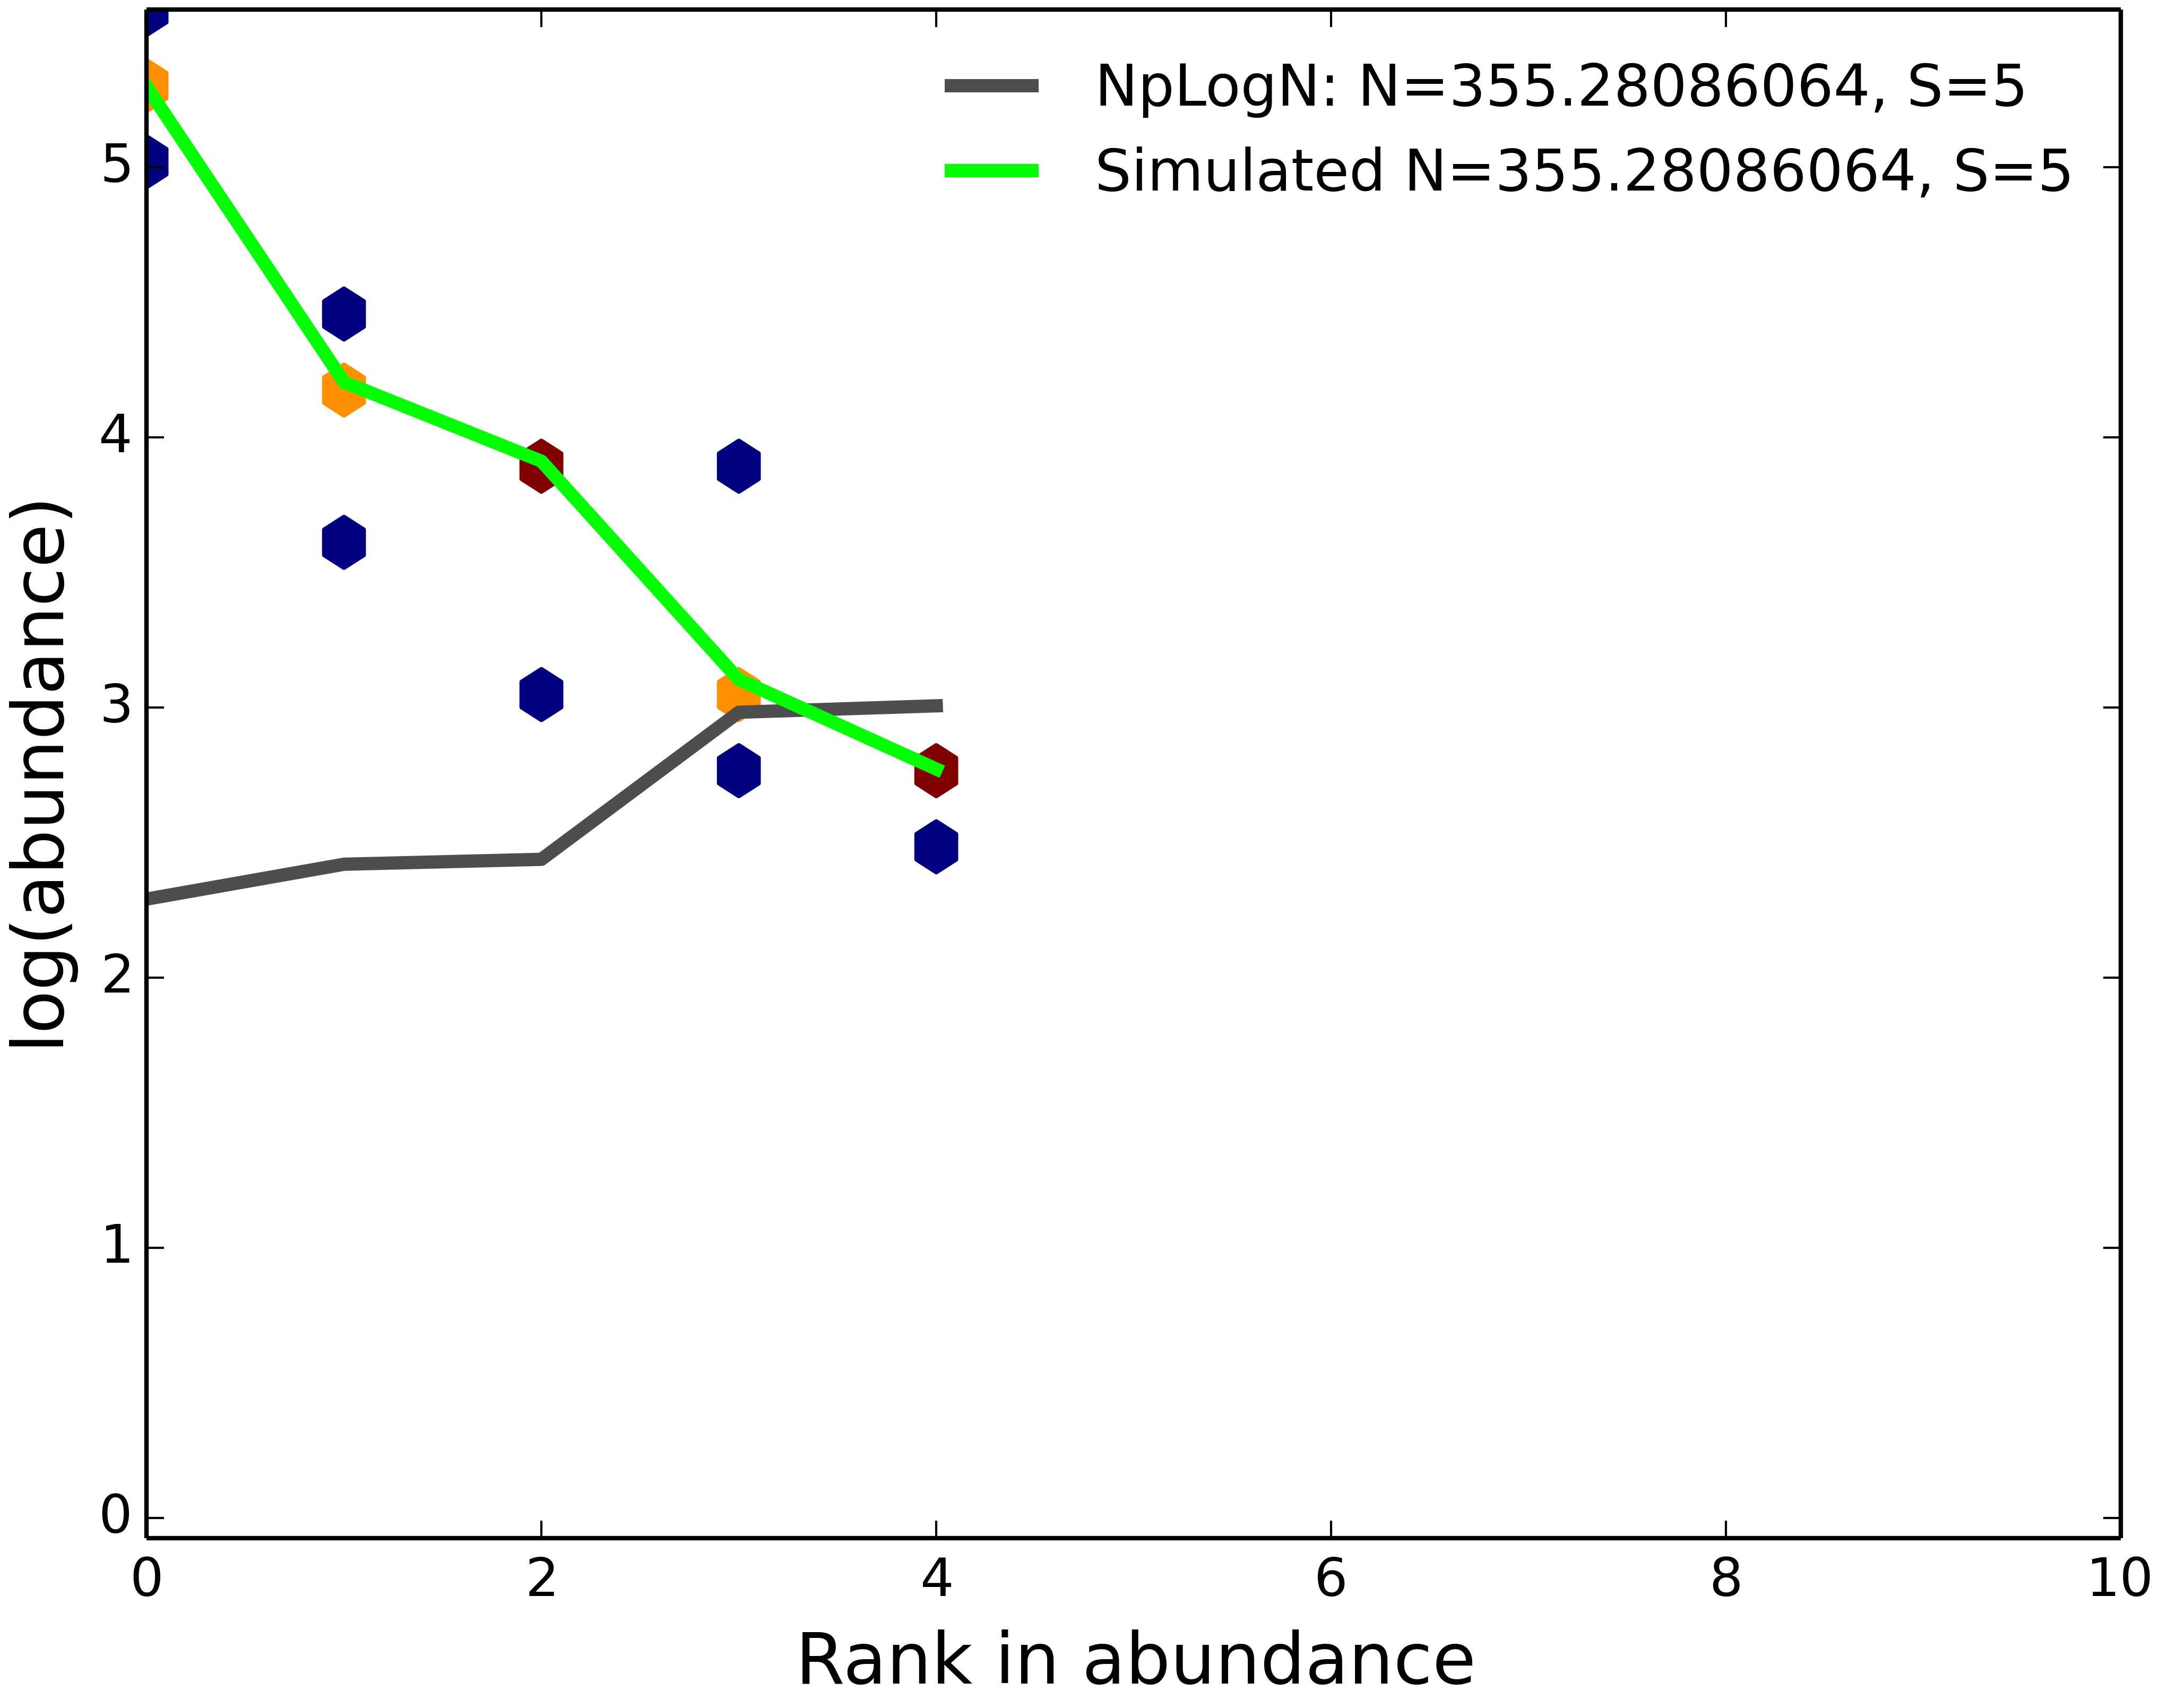 NpLogN: N=355.28086064, S=5
Simulated N=355.28086064, S=5
log(abundance)
5
4
3
2
1
0
0 2 4 6 8 10
Rank in abundance